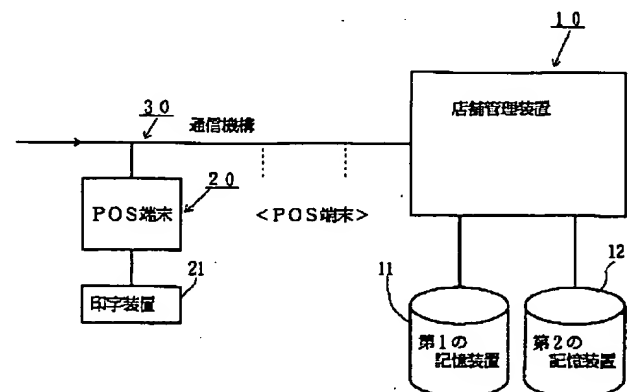 １０
店舗管理装置
３０
通信機構
２０
ＰＯＳ端末
＜ＰＯＳ端末＞
21
印字装置
11
第１の
記憶装置
12
第２の
記憶装置